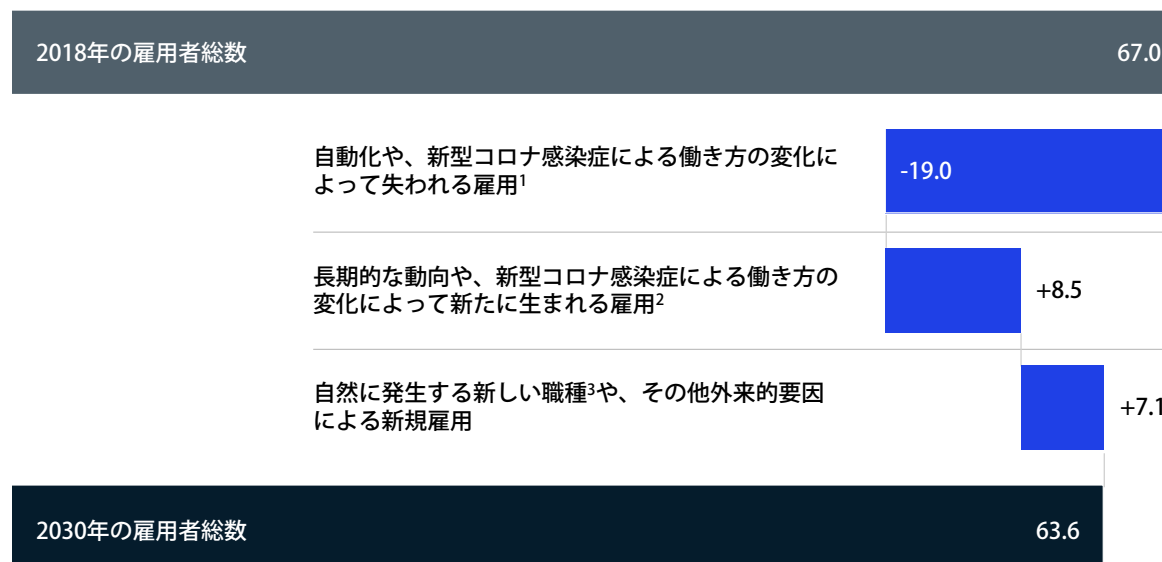 2018年の雇用者総数 67.0
自動化や、新型コロナ感染症による働き方の変化に
よって失われる雇用¹
-19.0
長期的な動向や、新型コロナ感染症による働き方の
変化によって新たに生まれる雇用²
+8.5
自然に発生する新しい職種³や、その他外来的要因
による新規雇用
+7.1
2030年の雇用者総数 63.6